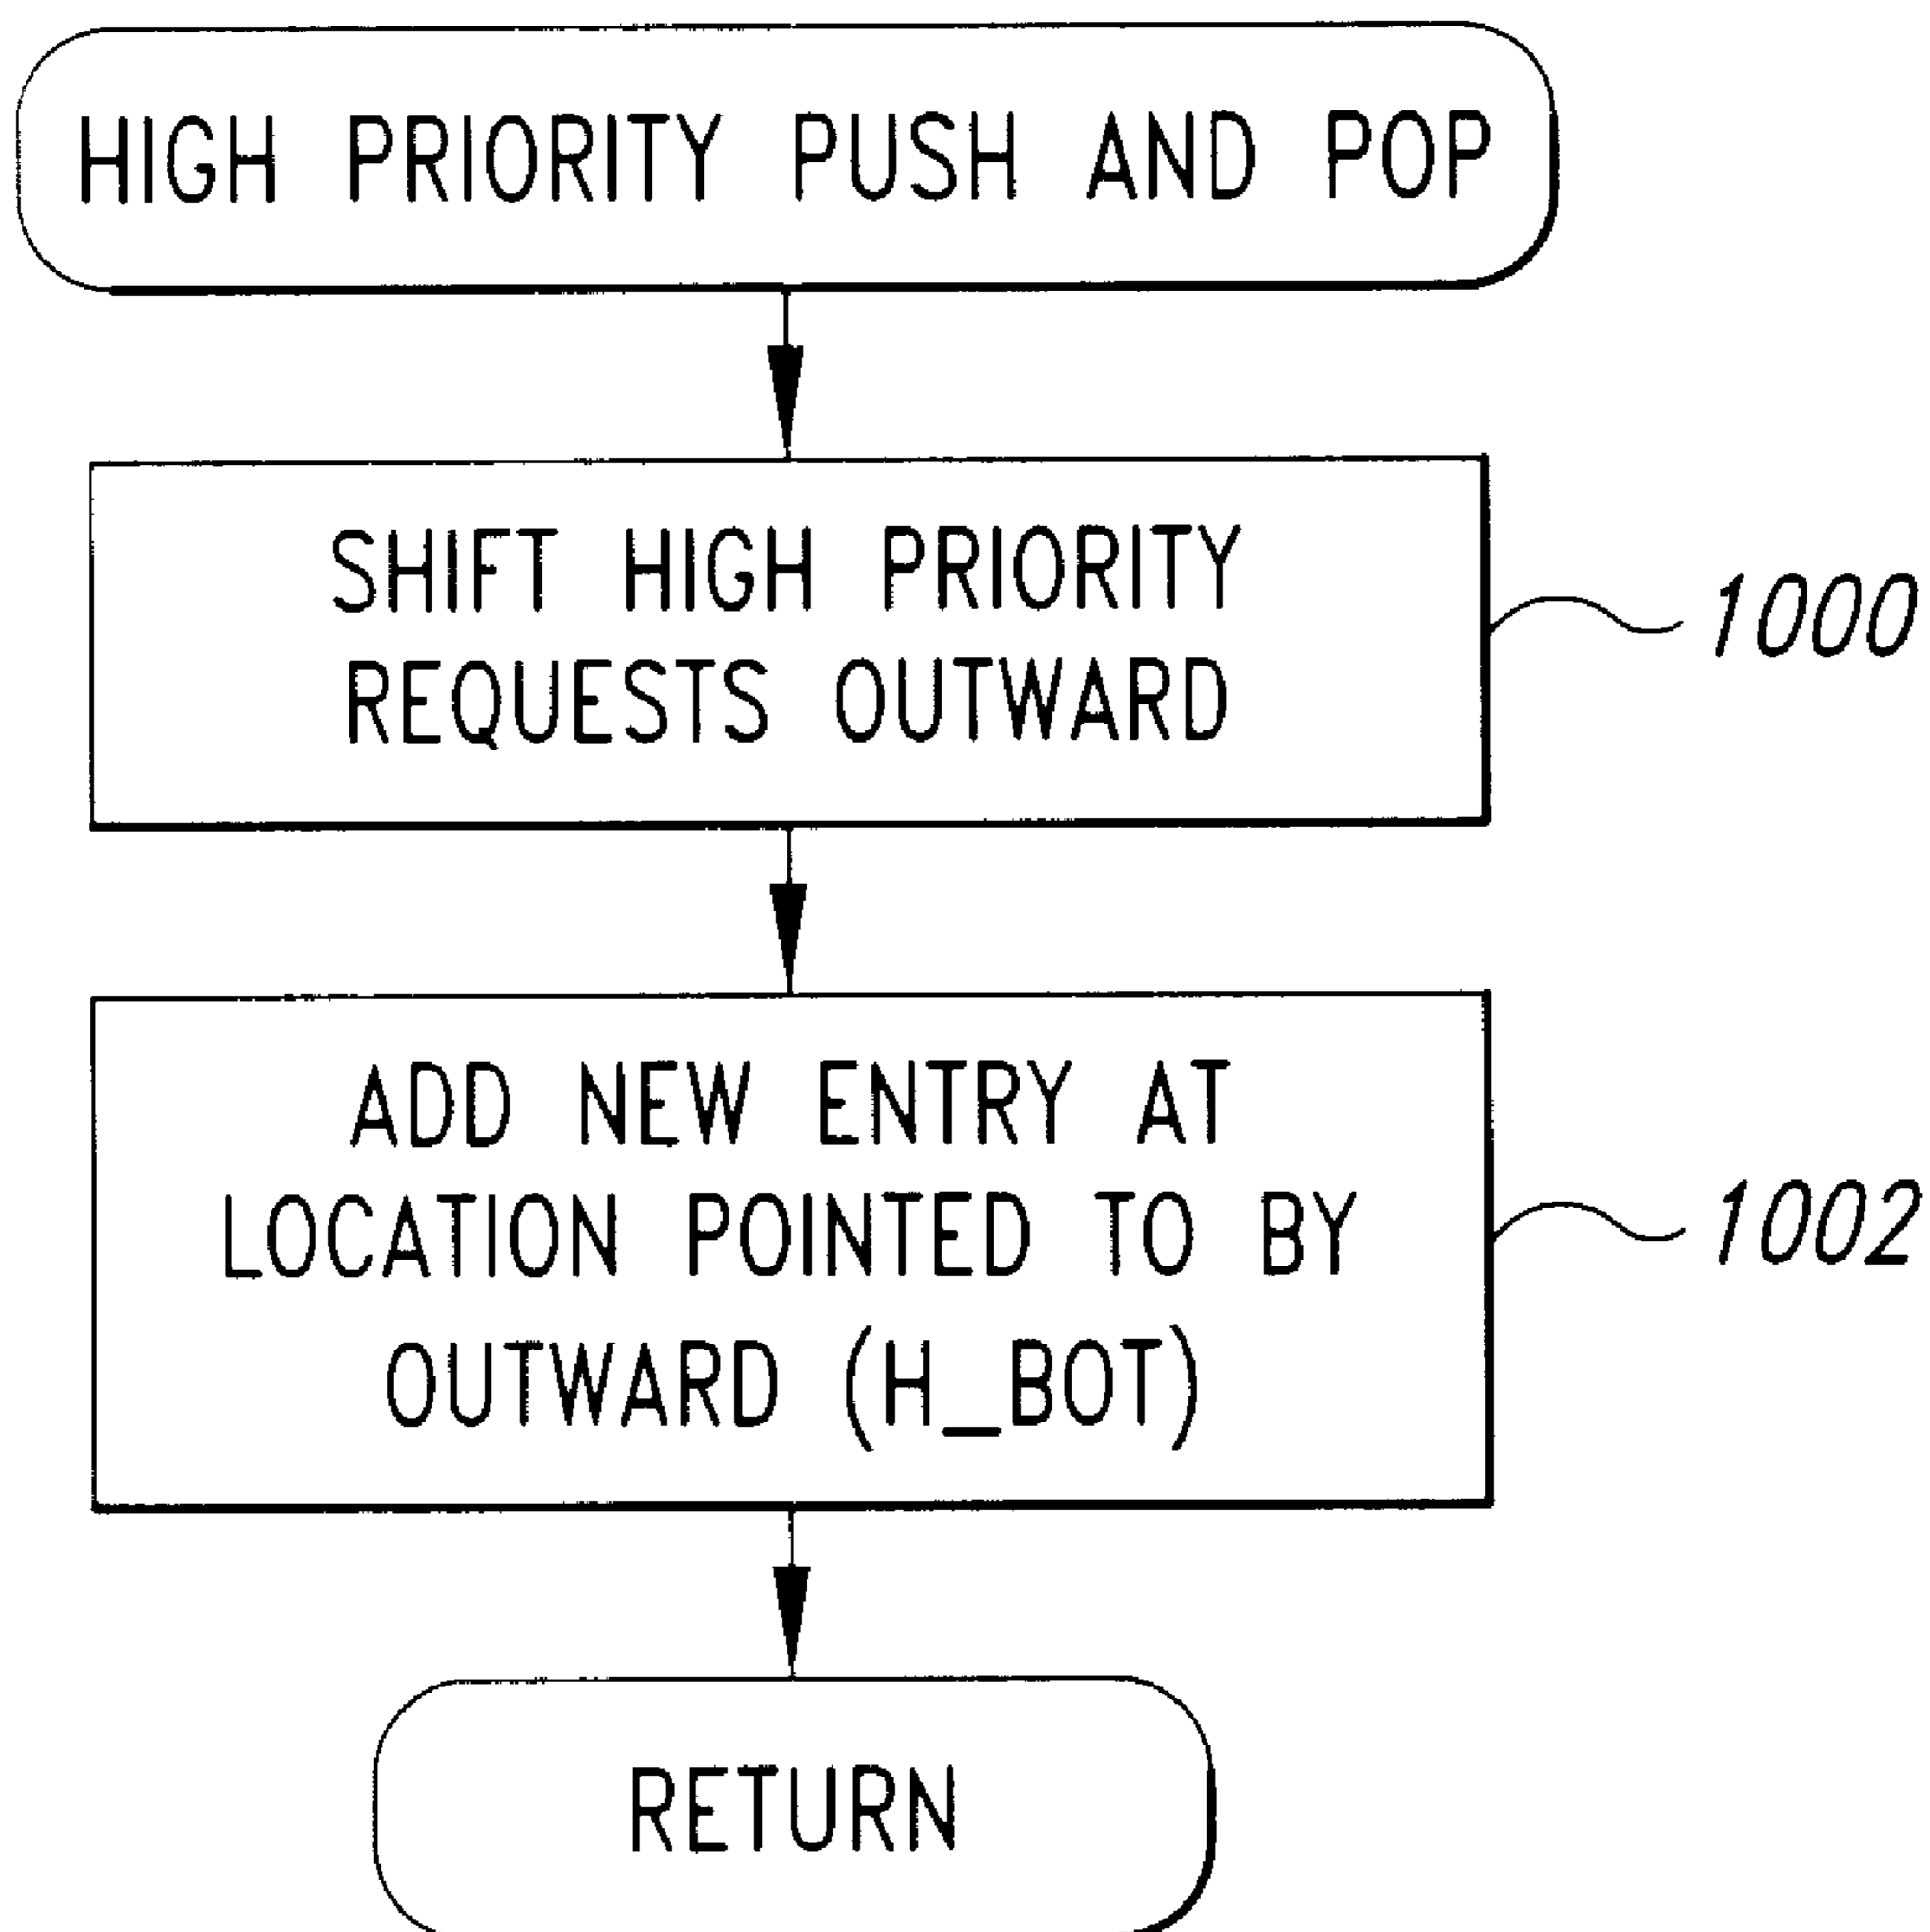 HIGH PRIORITY PUSH AND POP
SHIFT HIGH PRIORITY
REQUESTS OUTWARD
1000
ADD NEW ENTRY AT
LOCATION POINTED TO BY
OUTWARD (H_BOT)
1002
RETURN